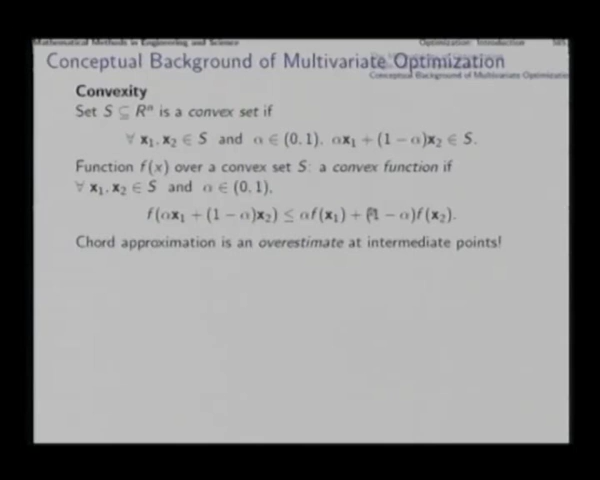 Mathematical Methods in Engineering and Science
Optimization: Introduction
Conceptual Background of Multivariate Optimization
Conceptual Background of Multivariate Optimizatio
Convexity
Set S ⊆ Rⁿ is a convex set if
∀ x₁, x₂ ∈ S and α ∈ (0, 1), αx₁ + (1 − α)x₂ ∈ S.
Function f(x) over a convex set S: a convex function if
∀ x₁, x₂ ∈ S and α ∈ (0, 1),
f(αx₁ + (1 − α)x₂) ≤ αf(x₁) + (1 − α)f(x₂).
Chord approximation is an overestimate at intermediate points!